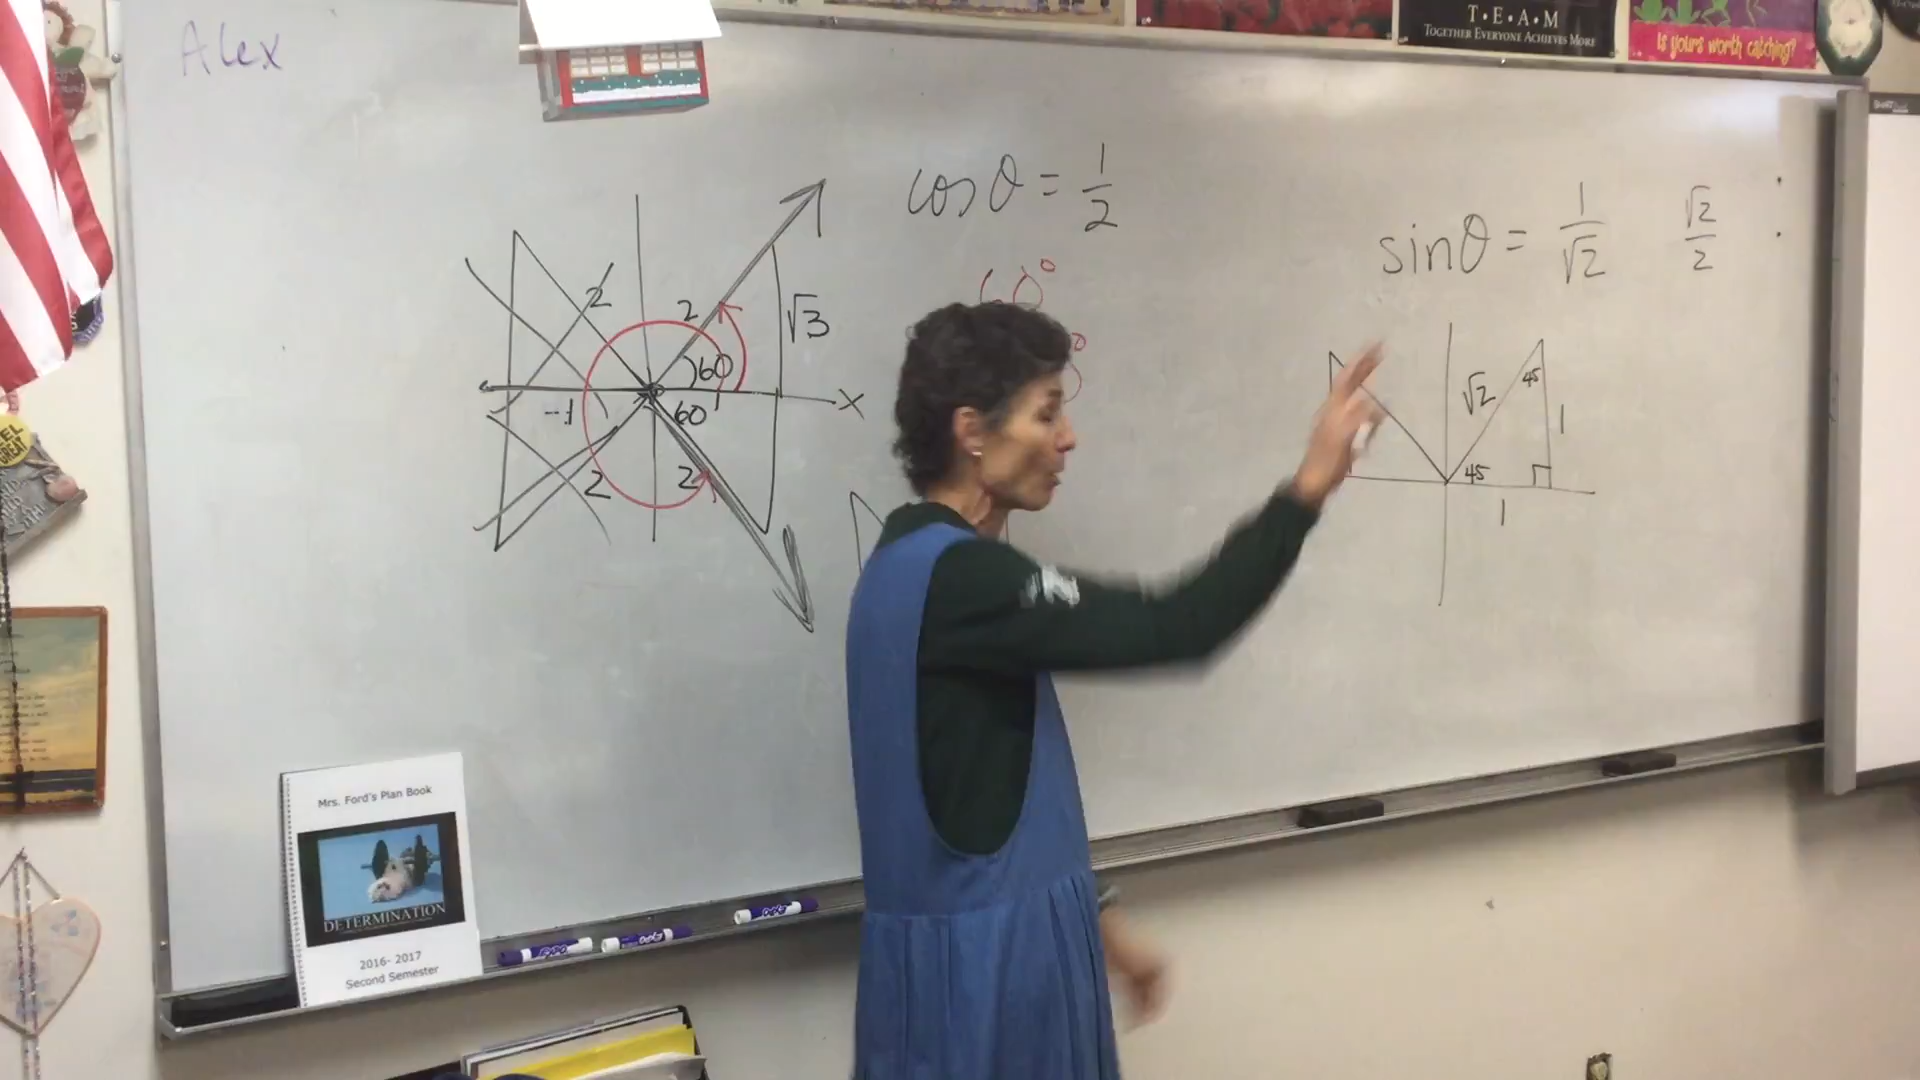 Alex
T•E•A•M
TOGETHER EVERYONE ACHIEVES MORE
is yours worth catching?
cos θ = 1/2
60°
sin θ = 1/√2 √2/2
2
2
√3
60
x
-1
60
2
2
√2
45
1
45
1
Mrs. Ford's Plan Book
DETERMINATION
2016- 2017
Second Semester